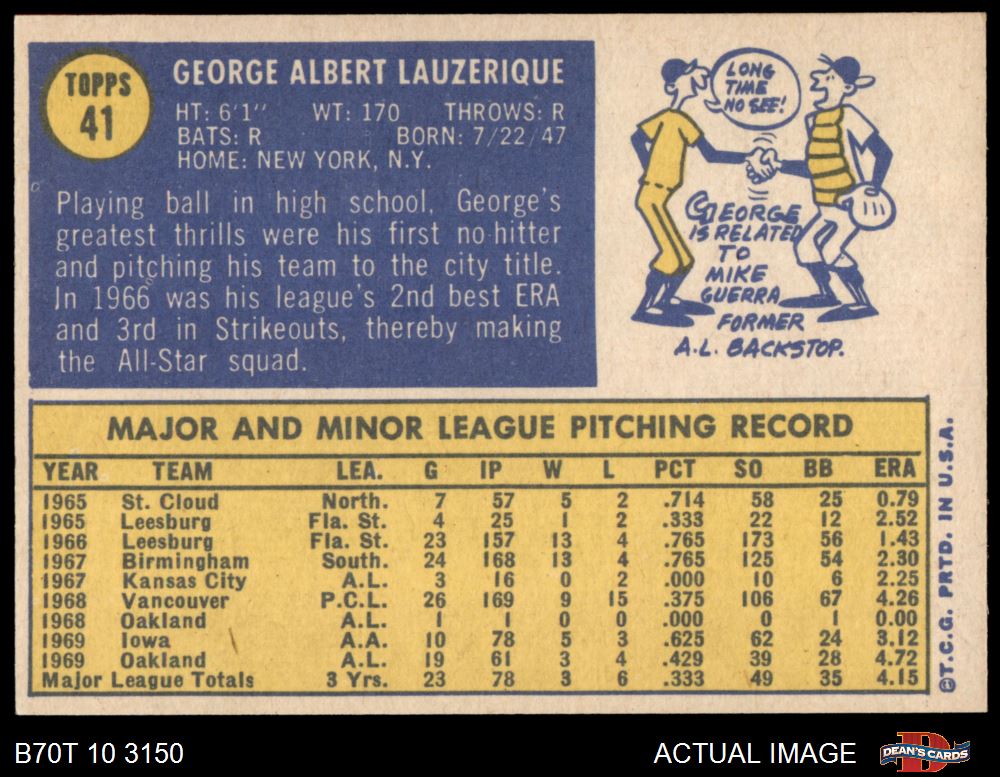 TOPPS
41
GEORGE ALBERT LAUZERIQUE
HT: 6'1" WT: 170 THROWS: R
BATS: R BORN: 7/22/47
HOME: NEW YORK, N.Y.
Playing ball in high school, George's
greatest thrills were his first no-hitter
and pitching his team to the city title.
In 1966 was his league's 2nd best ERA
and 3rd in Strikeouts, thereby making
the All-Star squad.
LONG
TIME
NO SEE!
GEORGE
IS RELATED
TO
MIKE
GUERRA
FORMER
A.L. BACKSTOP.
MAJOR AND MINOR LEAGUE PITCHING RECORD
YEAR TEAM LEA. G IP W L PCT SO BB ERA
1965 St. Cloud North. 7 57 5 2 .714 58 25 0.79
1965 Leesburg Fla. St. 4 25 1 2 .333 22 12 2.52
1966 Leesburg Fla. St. 23 157 13 4 .765 173 56 1.43
1967 Birmingham South. 24 168 13 4 .765 125 54 2.30
1967 Kansas City A.L. 3 16 0 2 .000 10 6 2.25
1968 Vancouver P.C.L. 26 169 9 15 .375 106 67 4.26
1968 Oakland A.L. 1 1 0 0 .000 0 1 0.00
1969 Iowa A.A. 10 78 5 3 .625 62 24 3.12
1969 Oakland A.L. 19 61 3 4 .429 39 28 4.72
Major League Totals 3 Yrs. 23 78 3 6 .333 49 35 4.15
©T.C.G. PRTD. IN U.S.A.
B70T 10 3150
ACTUAL IMAGE
DEAN'S CARDS